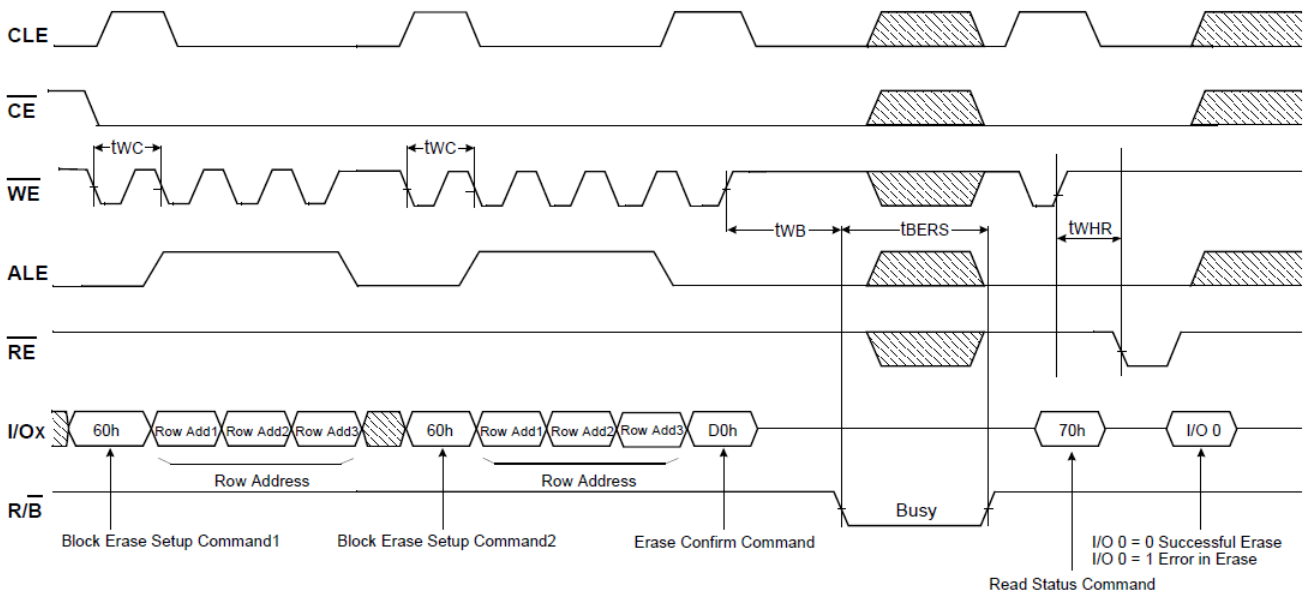 CLE
CE
tWC tWC
WE
tWB tBERS
tWHR
ALE
RE
I/Ox 60h Row Add1 Row Add2 Row Add3 60h Row Add1 Row Add2 Row Add3 D0h 70h I/O 0
Row Address Row Address
R/B Busy
Block Erase Setup Command1 Block Erase Setup Command2 Erase Confirm Command I/O 0 = 0 Successful Erase
I/O 0 = 1 Error in Erase
Read Status Command